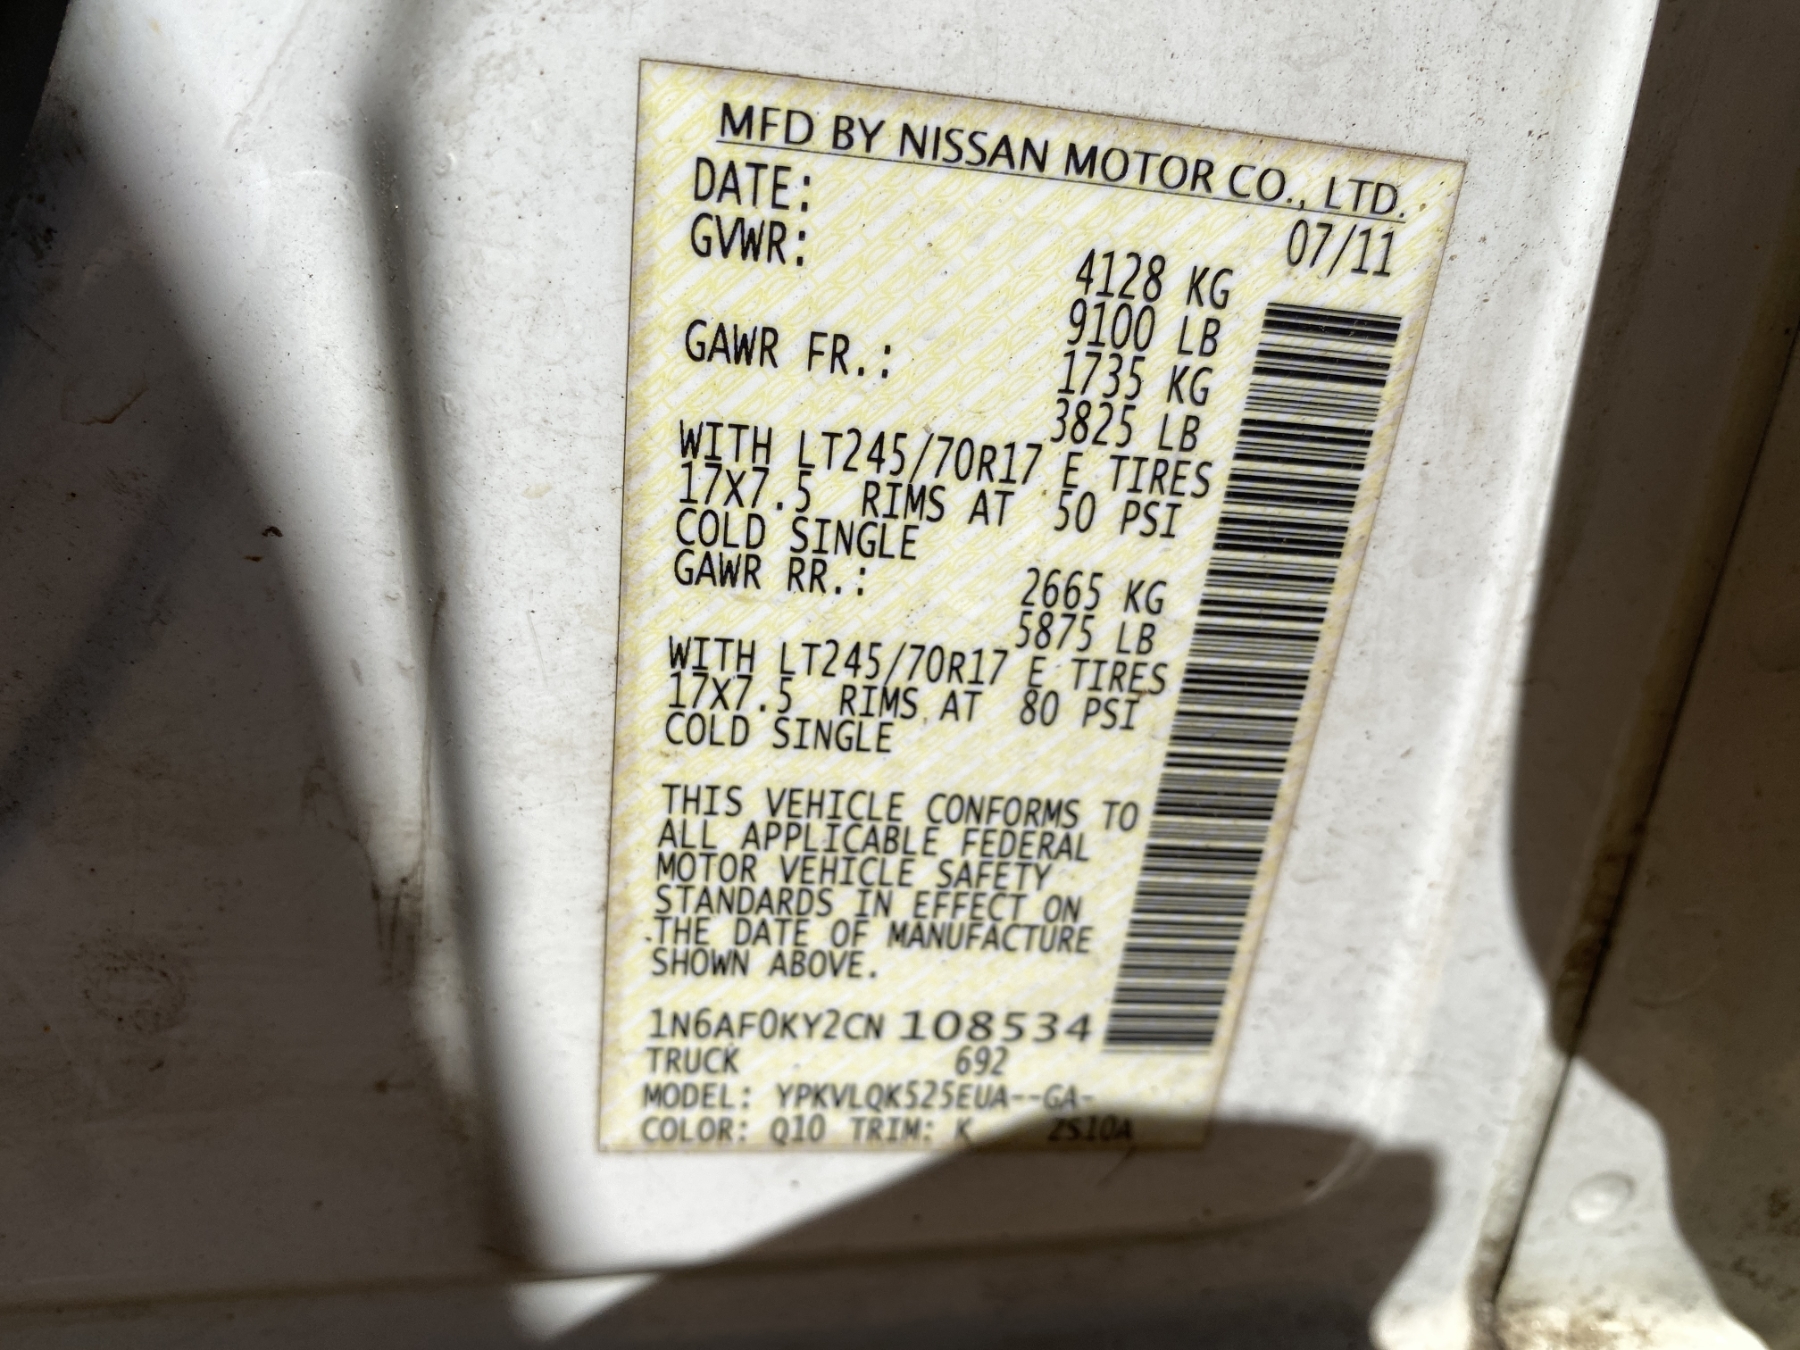 MFD BY NISSAN MOTOR CO., LTD.
DATE: 07/11
GVWR: 4128 KG
9100 LB
GAWR FR.: 1735 KG
3825 LB
WITH LT245/70R17 E TIRES
17X7.5 RIMS AT 50 PSI
COLD SINGLE
GAWR RR.: 2665 KG
5875 LB
WITH LT245/70R17 E TIRES
17X7.5 RIMS AT 80 PSI
COLD SINGLE
THIS VEHICLE CONFORMS TO
ALL APPLICABLE FEDERAL
MOTOR VEHICLE SAFETY
STANDARDS IN EFFECT ON
THE DATE OF MANUFACTURE
SHOWN ABOVE.
1N6AF0KY2CN 108534
TRUCK 692
MODEL: YPKVLQK525EUA--GA-
COLOR: Q10 TRIM: K ZS10A